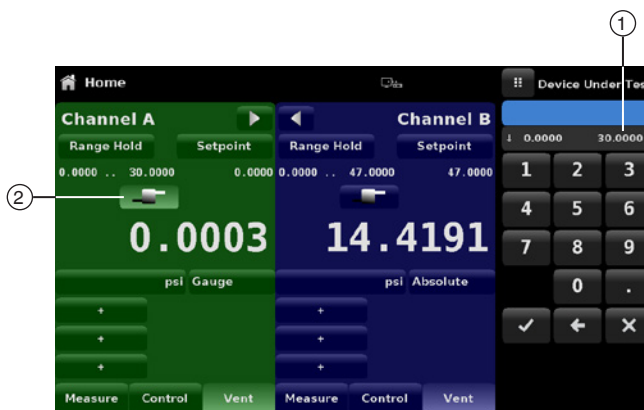 1
Home
Device Under Tes
Channel A
Channel B
Range Hold Setpoint
Range Hold Setpoint
0.0000 .. 30.0000 0.0000
0.0000 .. 47.0000 47.0000
2
0.0003
14.4191
psi Gauge
psi Absolute
+
+
+
+
+
+
Measure Control Vent
Measure Control Vent
↓ 0.0000 30.0000
1 2 3
4 5 6
7 8 9
0 .